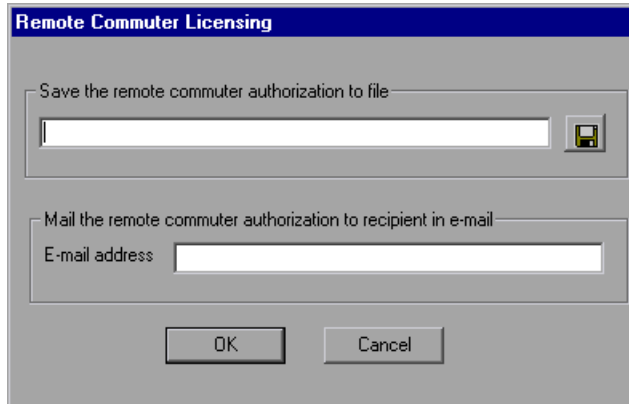 Remote Commuter Licensing
Save the remote commuter authorization to file
Mail the remote commuter authorization to recipient in e-mail
E-mail address
OK Cancel